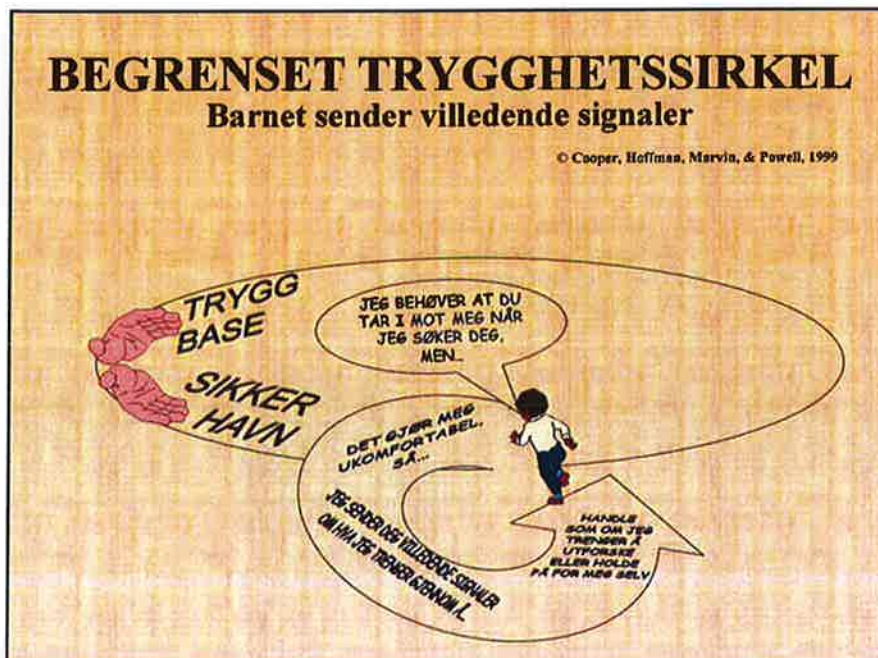 BEGRENSET TRYGGHETSSIRKEL
Barnet sender villedende signaler
© Cooper, Hoffman, Marvin, & Powell, 1999
TRYGG
BASE
SIKKER
HAVN
JEG BEHØVER AT DU
TAR I MOT MEG NÅR
JEG SØKER DEG,
MEN...
DET GJØR MEG
UKOMFORTABEL,
SÅ...
JEG SENDER DEG VILLEDENDE SIGNALER
OM HVA JEG TRENGER GJENNOM Å...
HANDLE
SOM OM JEG
TRENGER Å
UTFORSKE
ELLER HOLDE
PÅ FOR MEG SELV